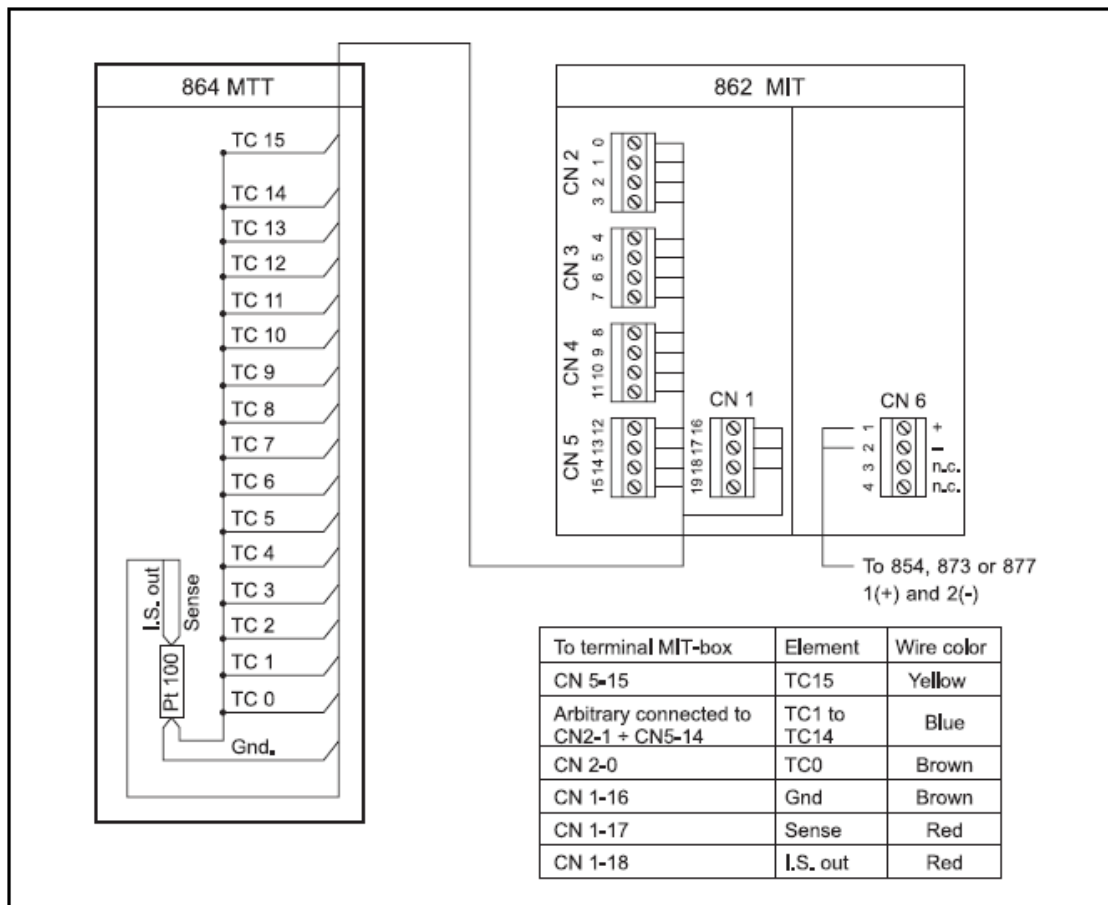 864 MTT
TC 15
TC 14
TC 13
TC 12
TC 11
TC 10
TC 9
TC 8
TC 7
TC 6
TC 5
TC 4
TC 3
TC 2
TC 1
TC 0
Gnd.
I.S. out
Sense
Pt 100
862 MIT
CN 2
0
1
2
3
CN 3
4
5
6
7
CN 4
8
9
10
11
CN 5
12
13
14
15
CN 1
16
17
18
19
CN 6
1 +
2 –
3 n.c.
4 n.c.
To 854, 873 or 877
1(+) and 2(-)
To terminal MIT-box Element Wire color
CN 5-15 TC15 Yellow
Arbitrary connected to TC1 to Blue
CN2-1 ÷ CN5-14 TC14
CN 2-0 TC0 Brown
CN 1-16 Gnd Brown
CN 1-17 Sense Red
CN 1-18 I.S. out Red